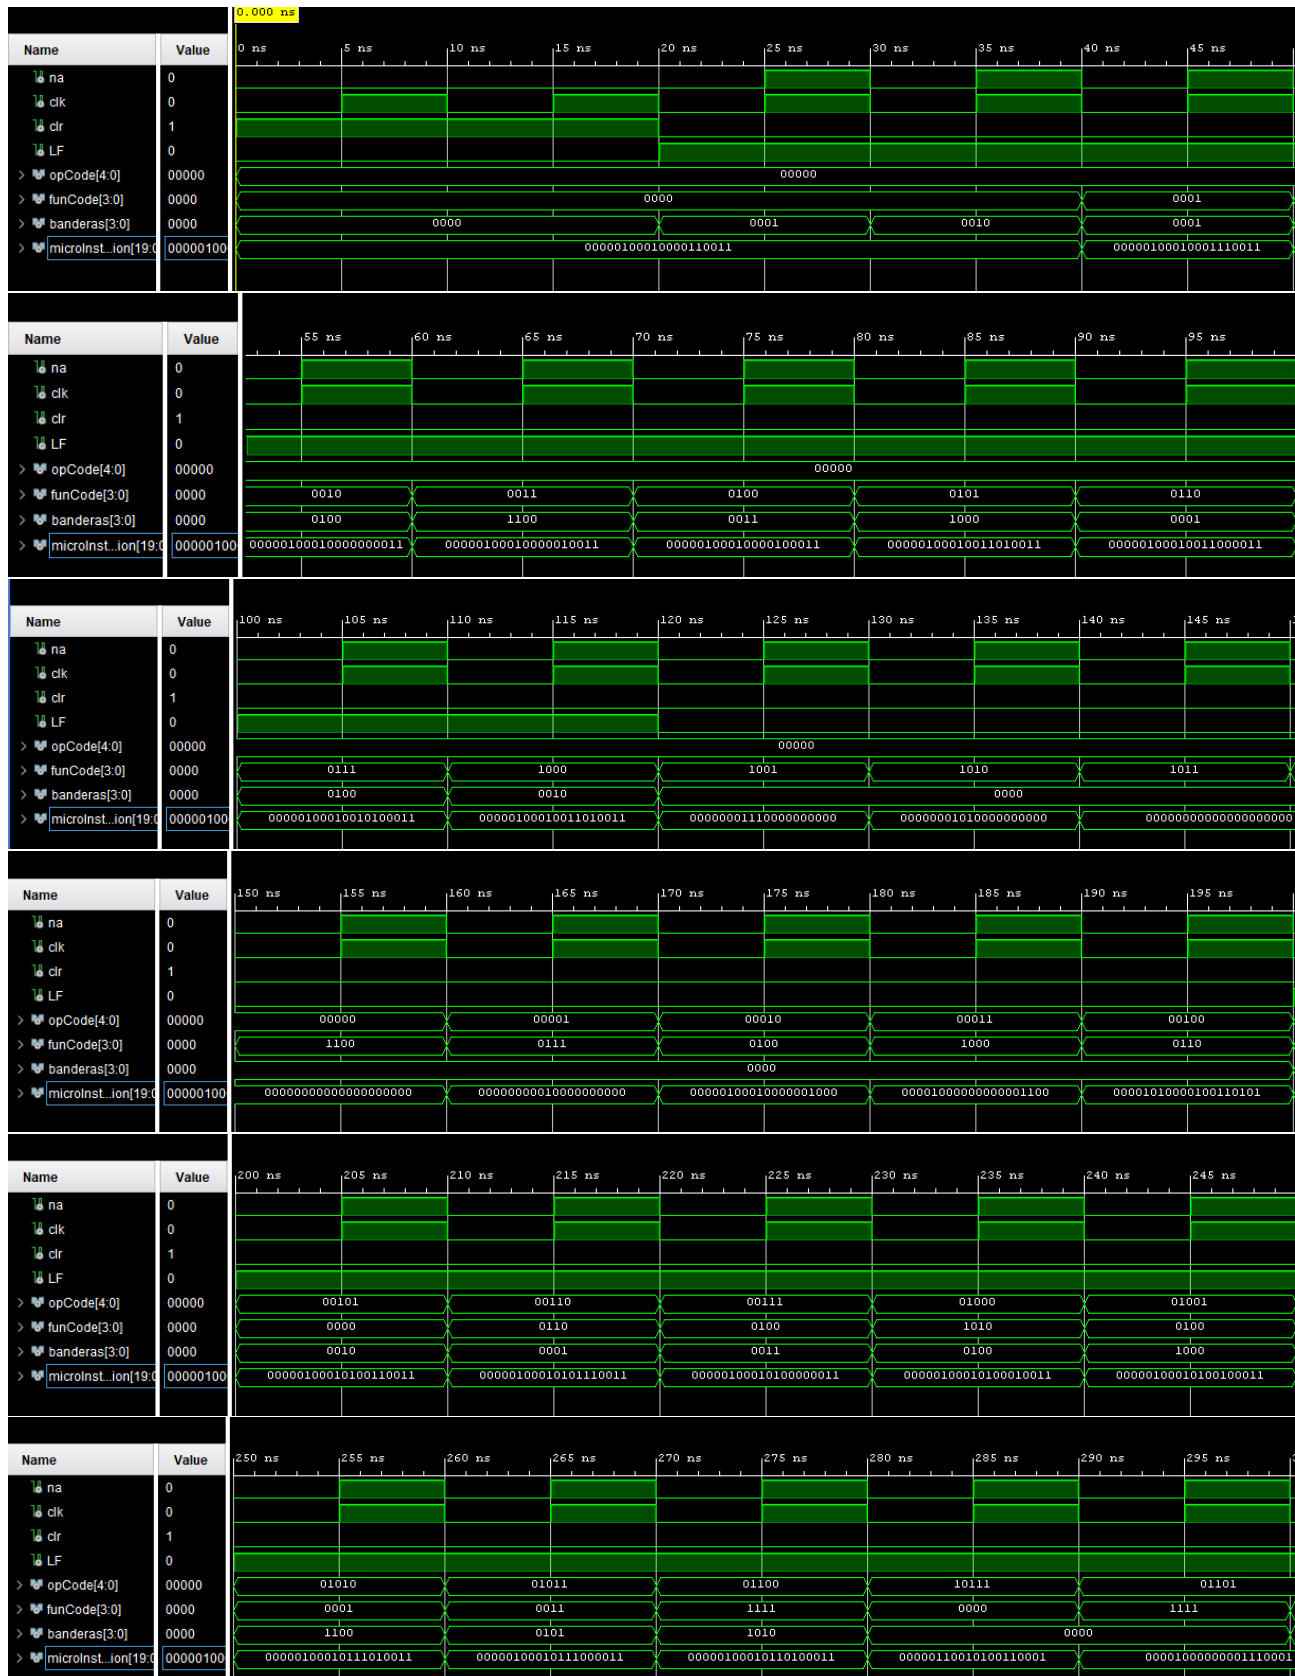 0.000 ns
Name Value 0 ns 5 ns 10 ns 15 ns 20 ns 25 ns 30 ns 35 ns 40 ns 45 ns
na 0
clk 0
clr 1
LF 0
> opCode[4:0] 00000 00000
> funCode[3:0] 0000 0000 0001
> banderas[3:0] 0000 0000 0001 0010 0001
> microInst...ion[19:0 00000100 00000100010000110011 00000100010001110011
Name Value 55 ns 60 ns 65 ns 70 ns 75 ns 80 ns 85 ns 90 ns 95 ns
na 0
clk 0
clr 1
LF 0
> opCode[4:0] 00000 00000
> funCode[3:0] 0000 0010 0011 0100 0101 0110
> banderas[3:0] 0000 0100 1100 0011 1000 0001
> microInst...ion[19:0 00000100 00000100010000000011 00000100010000010011 00000100010000100011 00000100010011010011 00000100010011000011
Name Value 100 ns 105 ns 110 ns 115 ns 120 ns 125 ns 130 ns 135 ns 140 ns 145 ns
na 0
clk 0
clr 1
LF 0
> opCode[4:0] 00000 00000
> funCode[3:0] 0000 0111 1000 1001 1010 1011
> banderas[3:0] 0000 0100 0010 0000
> microInst...ion[19:0 00000100 00000100010010100011 00000100010011010011 00000001110000000000 00000001010000000000 00000000000000000000
Name Value 150 ns 155 ns 160 ns 165 ns 170 ns 175 ns 180 ns 185 ns 190 ns 195 ns
na 0
clk 0
clr 1
LF 0
> opCode[4:0] 00000 00000 00001 00010 00011 00100
> funCode[3:0] 0000 1100 0111 0100 1000 0110
> banderas[3:0] 0000 0000
> microInst...ion[19:0 00000100 00000000000000000000 00000000010000000000 00000100010000001000 00001000000000001100 00001010000100110101
Name Value 200 ns 205 ns 210 ns 215 ns 220 ns 225 ns 230 ns 235 ns 240 ns 245 ns
na 0
clk 0
clr 1
LF 0
> opCode[4:0] 00000 00101 00110 00111 01000 01001
> funCode[3:0] 0000 0000 0110 0100 1010 0100
> banderas[3:0] 0000 0010 0001 0011 0100 1000
> microInst...ion[19:0 00000100 00000100010100110011 00000100010101110011 00000100010100000011 00000100010100010011 00000100010100100011
Name Value 250 ns 255 ns 260 ns 265 ns 270 ns 275 ns 280 ns 285 ns 290 ns 295 ns
na 0
clk 0
clr 1
LF 0
> opCode[4:0] 00000 01010 01011 01100 10111 01101
> funCode[3:0] 0000 0001 0011 1111 0000 1111
> banderas[3:0] 0000 1100 0101 1010 0000
> microInst...ion[19:0 00000100 00000100010111010011 00000100010111000011 00000100010110100011 00000110010100110001 00001000000001110001